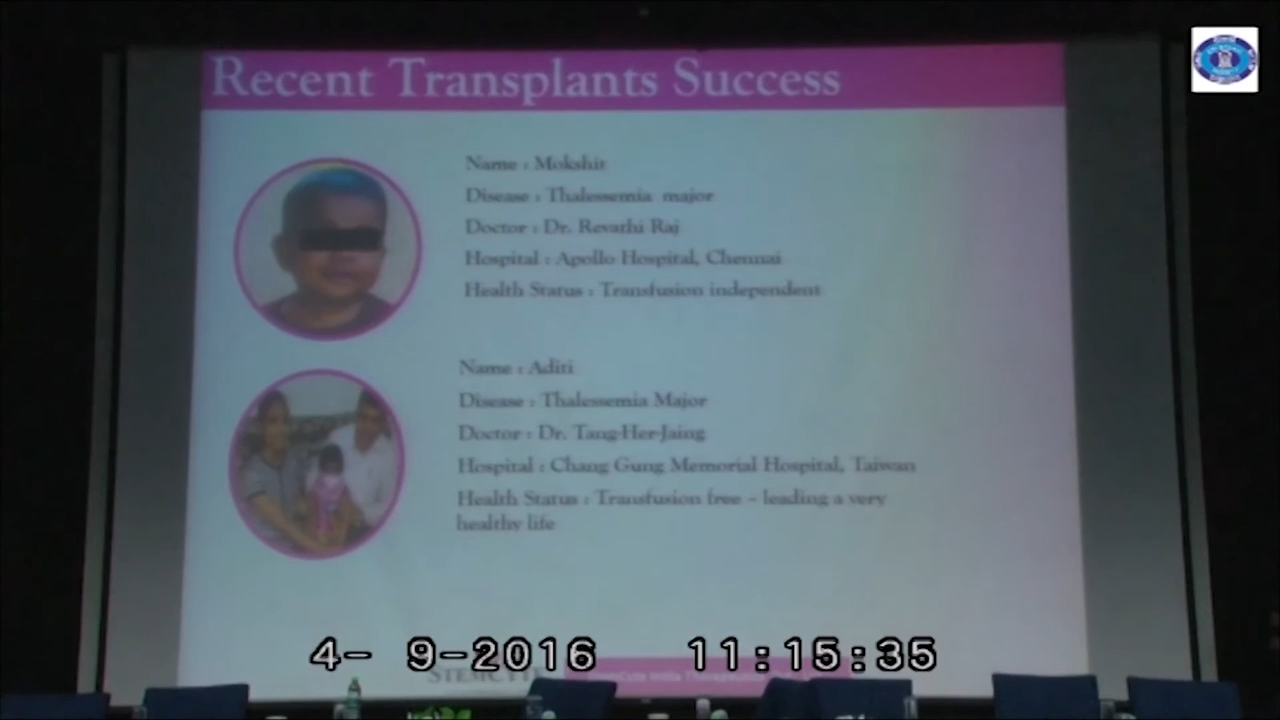 Recent Transplants Success
Name : Mokshit
Disease : Thalessemia major
Doctor : Dr. Revathi Raj
Hospital : Apollo Hospital, Chennai
Health Status : Transfusion independent
Name : Aditi
Disease : Thalessemia Major
Doctor : Dr. Tang-Her-Jaing
Hospital : Chang Gung Memorial Hospital, Taiwan
Health Status : Transfusion free – leading a very
healthy life
4- 9-2016 11:15:35